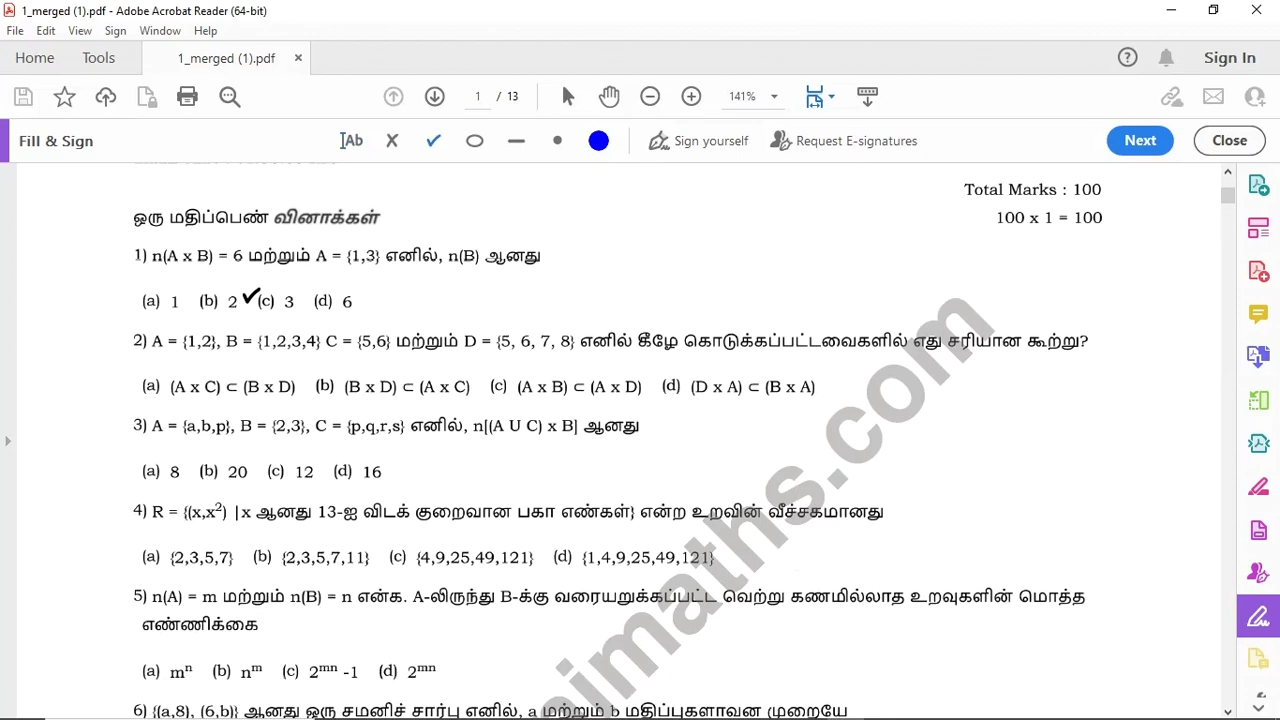 1_merged (1).pdf - Adobe Acrobat Reader (64-bit)
File Edit View Sign Window Help
Home Tools 1_merged (1).pdf × Sign In
1 / 13 141%
Fill & Sign Ab Sign yourself Request E-signatures Next Close
Total Marks : 100
ஒரு மதிப்பெண் வினாக்கள் 100 x 1 = 100
1) n(A x B) = 6 மற்றும் A = {1,3} எனில், n(B) ஆனது
(a) 1 (b) 2 ✔ (c) 3 (d) 6
2) A = {1,2}, B = {1,2,3,4} C = {5,6} மற்றும் D = {5, 6, 7, 8} எனில் கீழே கொடுக்கப்பட்டவைகளில் எது சரியான கூற்று?
(a) (A x C) ⊂ (B x D) (b) (B x D) ⊂ (A x C) (c) (A x B) ⊂ (A x D) (d) (D x A) ⊂ (B x A)
3) A = {a,b,p}, B = {2,3}, C = {p,q,r,s} எனில், n[(A U C) x B] ஆனது
(a) 8 (b) 20 (c) 12 (d) 16
4) R = {(x,x²) |x ஆனது 13-ஐ விடக் குறைவான பகா எண்கள்} என்ற உறவின் வீச்சகமானது
(a) {2,3,5,7} (b) {2,3,5,7,11} (c) {4,9,25,49,121} (d) {1,4,9,25,49,121}
5) n(A) = m மற்றும் n(B) = n என்க. A-லிருந்து B-க்கு வரையறுக்கப்பட்ட வெற்று கணமில்லாத உறவுகளின் மொத்த
எண்ணிக்கை
(a) mⁿ (b) nᵐ (c) 2ᵐⁿ -1 (d) 2ᵐⁿ
6) {(a,8), (6,b)} ஆனது ஒரு சமனிச் சார்பு எனில், a மற்றும் b மதிப்புகளாவன முறையே
nimaths.com